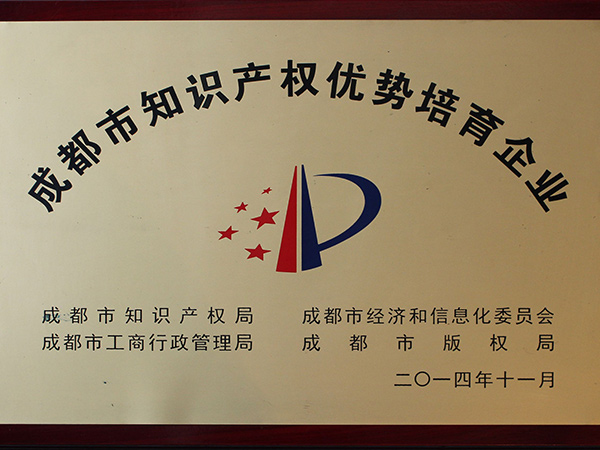 成都市知识产权优势培育企业
成都市知识产权局 成都市经济和信息化委员会
成都市工商行政管理局 成都市版权局
二〇一四年十一月